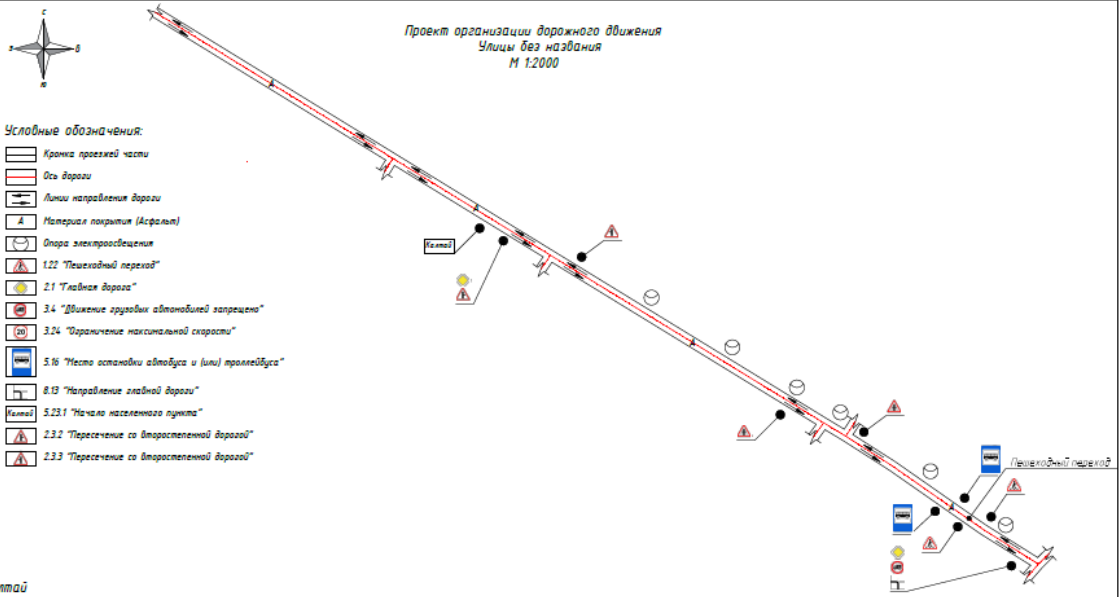 Проект организации дорожного движения
Улицы без названия
М 1:2000
с
з
в
ю
Условные обозначения:
Кромка проезжей части
Ось дороги
Линии направления дороги
А Материал покрытия (Асфальт)
Опора электроосвещения
1.22 "Пешеходный переход"
2.1 "Главная дорога"
3.4 "Движение грузовых автомобилей запрещено"
20 3.24 "Ограничение максимальной скорости"
5.16 "Место остановки автобуса и (или) троллейбуса"
8.13 "Направление главной дороги"
Калтай 5.23.1 "Начало населенного пункта"
2.3.2 "Пересечение со второстепенной дорогой"
2.3.3 "Пересечение со второстепенной дорогой"
А
А
Калтай
А
А
Пешеходный переход
лтай